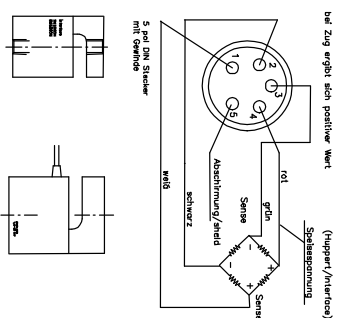 bei Zug ergibt sich positiver Wert
(Huppert/Interface)
Speisespannung
rot
grün
Sense
Sense
1
2
3
4
5
+
-
-
+
Abschirmung/shield
schwarz
weiß
5 pol DIN Stecker
mit Gewinde